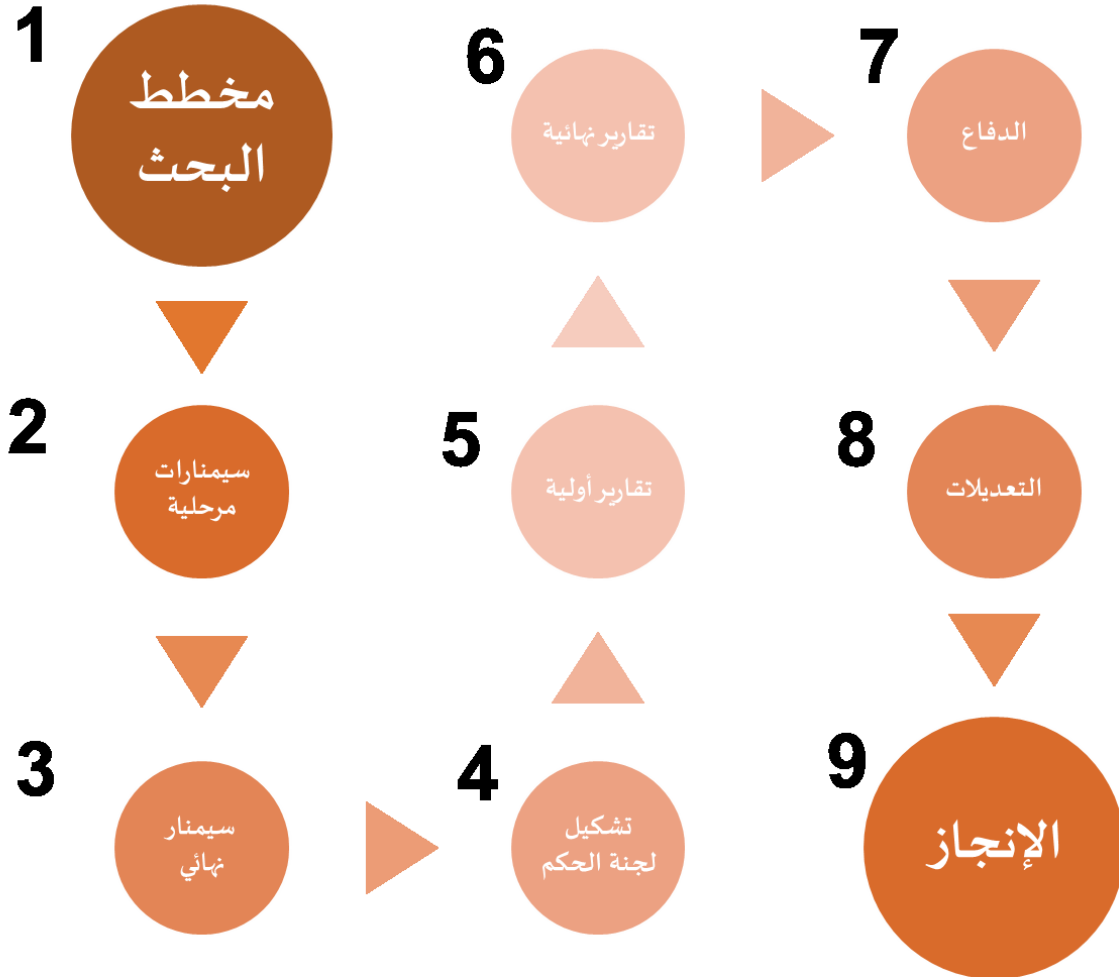 1
مخطط
البحث
2
سيمنارات
مرحلية
3
سيمنار
نهائي
4
تشكيل
لجنة الحكم
5
تقارير أولية
6
تقارير نهائية
7
الدفاع
8
التعديلات
9
الإنجاز